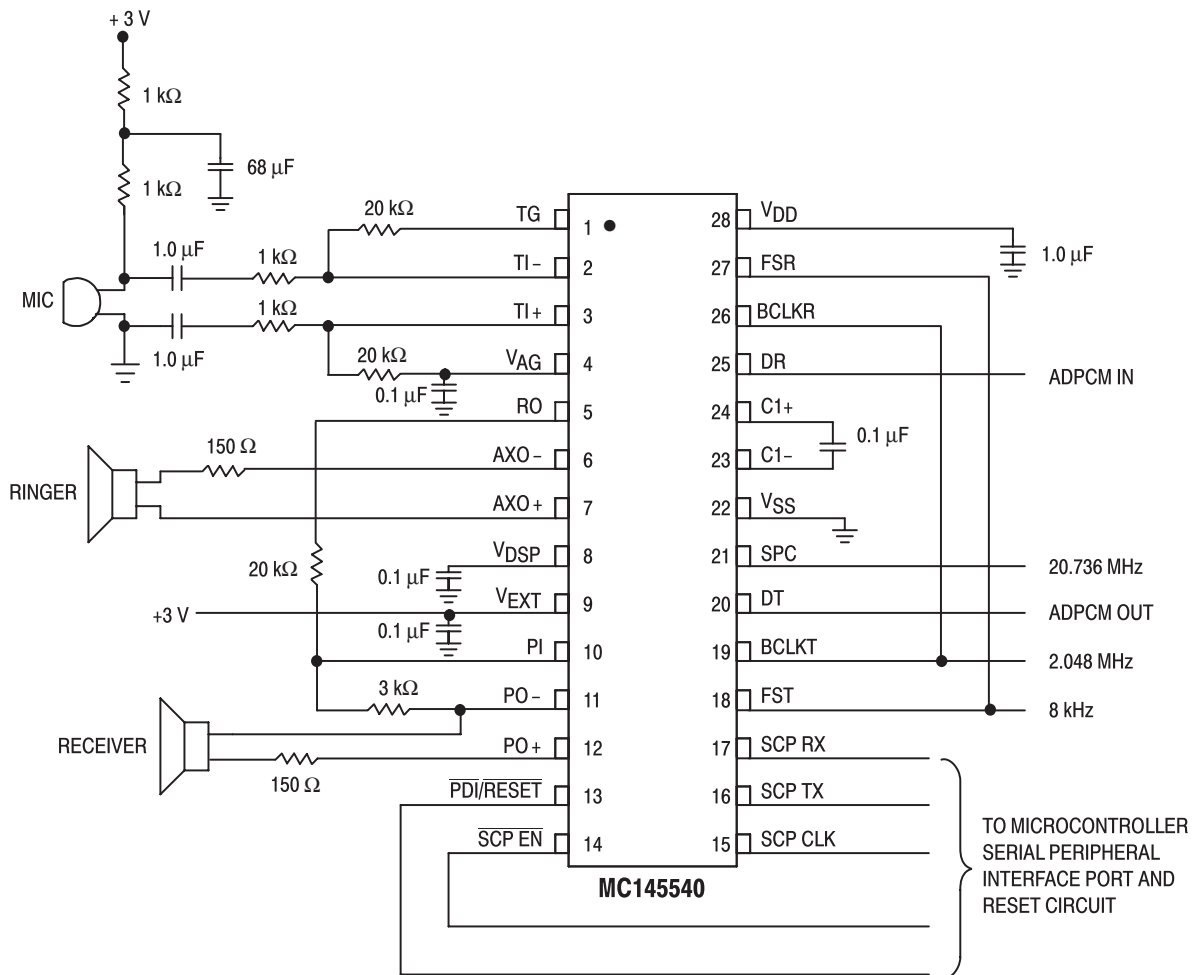 + 3 V
1 kΩ
68 μF
1 kΩ
1.0 μF
1 kΩ
20 kΩ
MIC
1 kΩ
1.0 μF
20 kΩ
0.1 μF
150 Ω
RINGER
20 kΩ
0.1 μF
+3 V
0.1 μF
3 kΩ
RECEIVER
150 Ω
TG
TI –
TI +
VAG
RO
AXO –
AXO +
VDSP
VEXT
PI
PO –
PO +
PDI/RESET
SCP EN
1
2
3
4
5
6
7
8
9
10
11
12
13
14
28
27
26
25
24
23
22
21
20
19
18
17
16
15
MC145540
VDD
FSR
BCLKR
DR
C1+
C1–
VSS
SPC
DT
BCLKT
FST
SCP RX
SCP TX
SCP CLK
1.0 μF
ADPCM IN
0.1 μF
20.736 MHz
ADPCM OUT
2.048 MHz
8 kHz
TO MICROCONTROLLER
SERIAL PERIPHERAL
INTERFACE PORT AND
RESET CIRCUIT